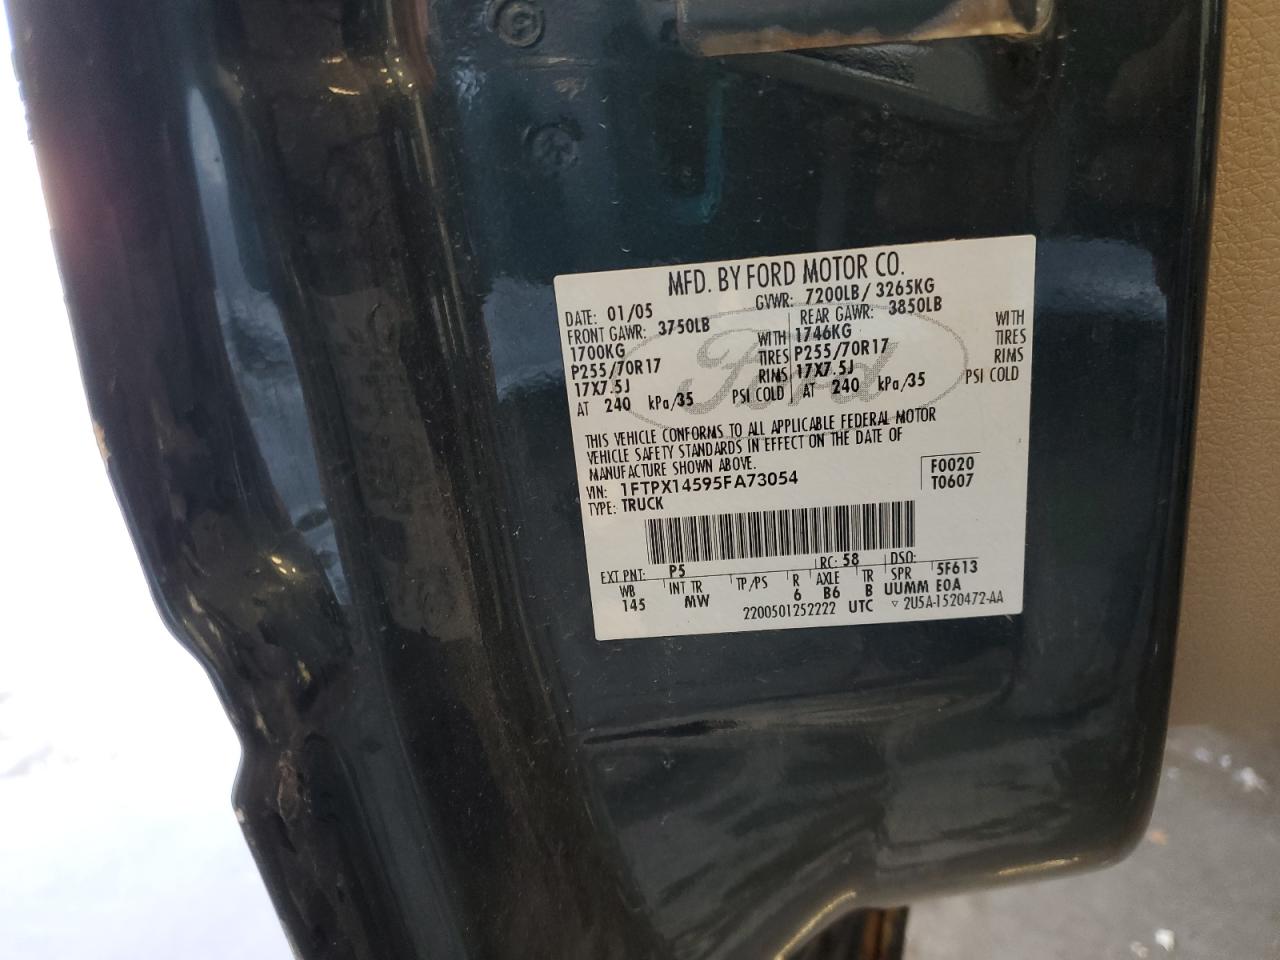 MFD. BY FORD MOTOR CO.
DATE: 01/05 GVWR: 7200LB/ 3265KG
FRONT GAWR: 3750LB REAR GAWR: 3850LB
1700KG WITH 1746KG WITH
P255/70R17 TIRES P255/70R17 TIRES
17X7.5J RIMS 17X7.5J RIMS
AT 240 kPa/35 PSI COLD AT 240 kPa/35 PSI COLD
Ford
THIS VEHICLE CONFORMS TO ALL APPLICABLE FEDERAL MOTOR
VEHICLE SAFETY STANDARDS IN EFFECT ON THE DATE OF
MANUFACTURE SHOWN ABOVE.
VIN: 1FTPX14595FA73054 F0020
TYPE: TRUCK T0607
EXT PNT: P5 RC: 58 DSO:
WB INT TR TP/PS R AXLE TR SPR 5F613
145 MW 6 B6 B UUMM E0A
2200501252222 UTC ▽ 2U5A-1520472-AA